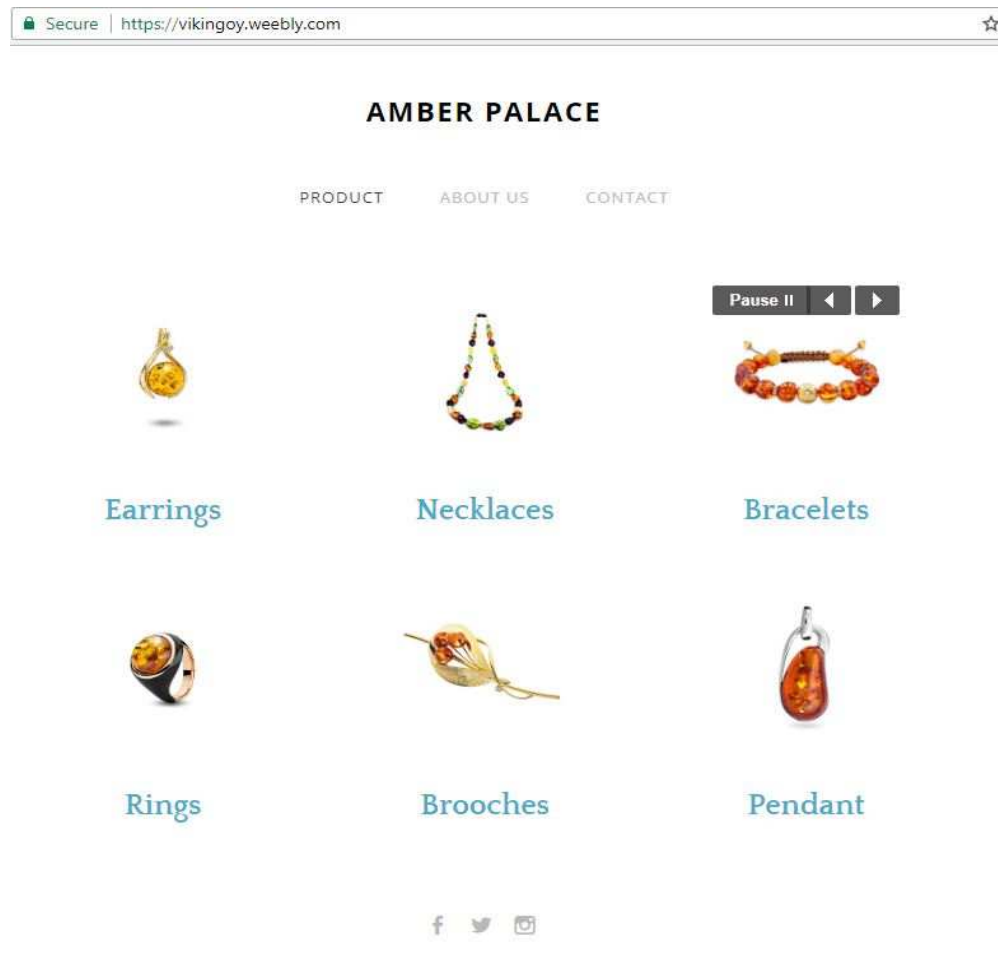 Secure | https://vikingoy.weebly.com
AMBER PALACE
PRODUCT ABOUT US CONTACT
Pause II
Earrings Necklaces Bracelets
Rings Brooches Pendant